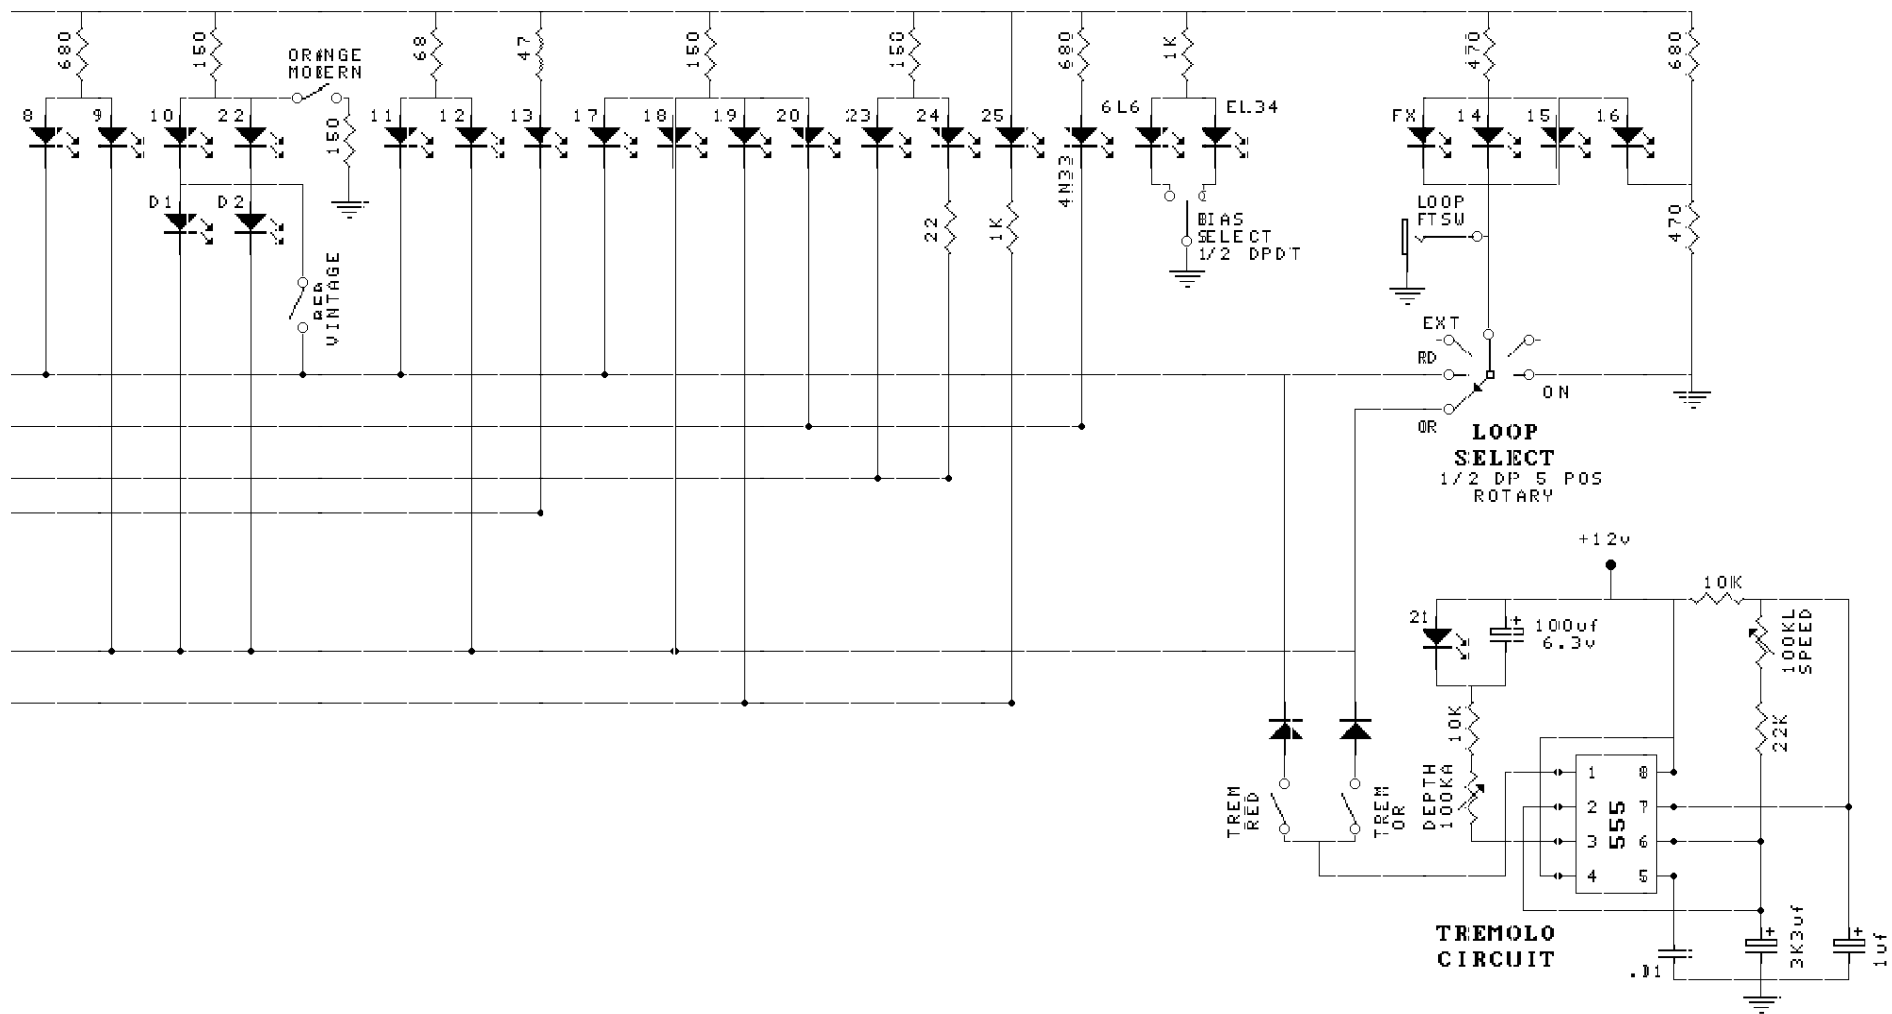 680
150
ORANGE
MODERN
68
47
150
150
680
1K
470
680
8
9
10
22
150
11
12
13
17
18
19
20
23
24
25
4N33
6L6
EL34
FX
14
15
16
D1
D2
22
1K
BIAS
SELECT
1/2 DPDT
LOOP
FTSW
470
RED
VINTAGE
EXT
RD
ON
OR
LOOP
SELECT
1/2 DP 5 POS
ROTARY
+12v
10K
21
100uf
6.3v
100KL
SPEED
10K
22K
TREM
RED
TREM
OR
DEPTH
100KA
1
2
3
4
555
8
7
6
5
TREMOLO
CIRCUIT
.01
3K3uf
1uf